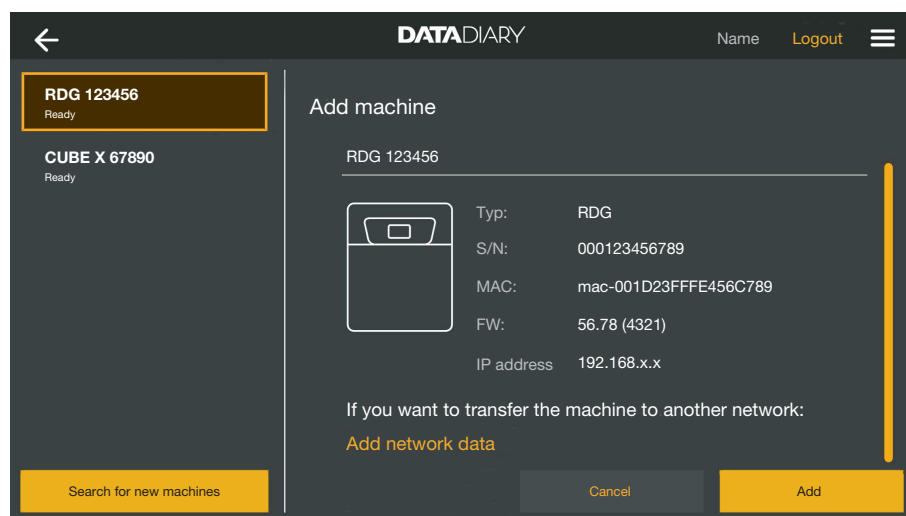 DATADIARY
Name
Logout
RDG 123456
Ready
CUBE X 67890
Ready
Search for new machines
Add machine
RDG 123456
Typ: RDG
S/N: 000123456789
MAC: mac-001D23FFFE456C789
FW: 56.78 (4321)
IP address 192.168.x.x
If you want to transfer the machine to another network:
Add network data
Cancel
Add